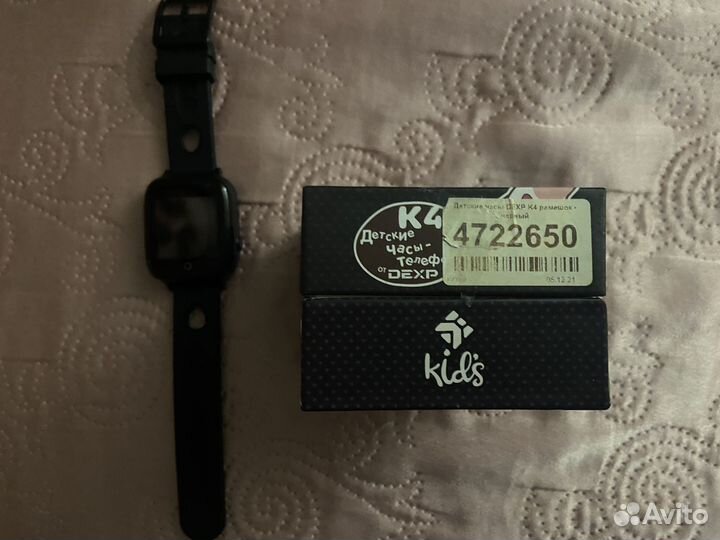 K4
Детские
часы-
Телефон
от DEXP
Детские часы DEXP K4 ремешок -
черный
4722650
05.12.21
kid's
Avito